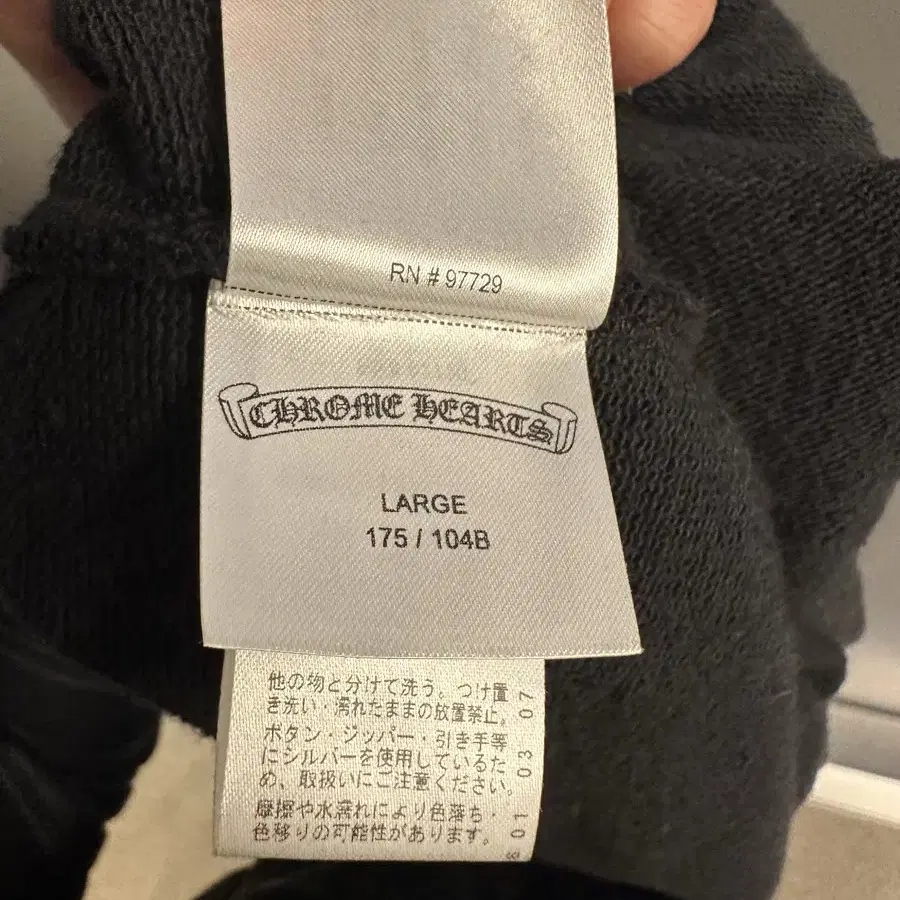 RN # 97729
CHROME HEARTS
LARGE
175 / 104B
他の物と分けて洗う。つけ置
き洗い・濡れたままの放置禁止。
ボタン・ジッパー・引き手等
にシルバーを使用しているた
め、取扱いにご注意ください。
摩擦や水濡れにより色落ち・
色移りの可能性があります。
01 03 07